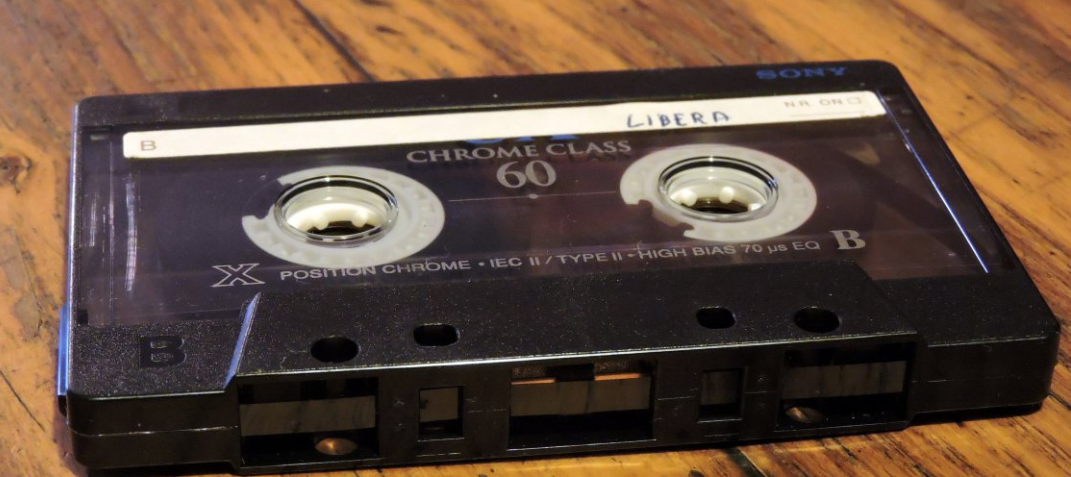 SONY
B
N.R. ON
LIBERA
CHROME CLASS
60
X POSITION CHROME • IEC II / TYPE II • HIGH BIAS 70 µs EQ B
B